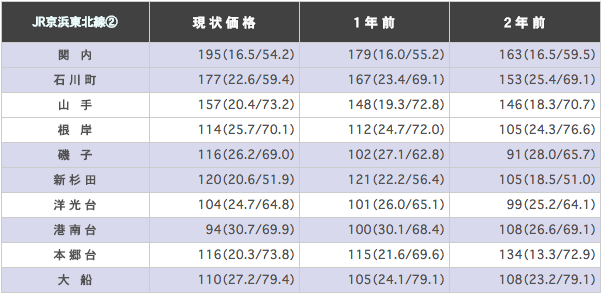 JR京浜東北線② 現状価格 1年前 2年前
関内 195(16.5/54.2) 179(16.0/55.2) 163(16.5/59.5)
石川町 177(22.6/59.4) 167(23.4/69.1) 153(25.4/69.1)
山手 157(20.4/73.2) 148(19.3/72.8) 146(18.3/70.7)
根岸 114(25.7/70.1) 112(24.7/72.0) 105(24.3/76.6)
磯子 116(26.2/69.0) 102(27.1/62.8) 91(28.0/65.7)
新杉田 120(20.6/51.9) 121(22.2/56.4) 105(18.5/51.0)
洋光台 104(24.7/64.8) 101(26.0/65.1) 99(25.2/64.1)
港南台 94(30.7/69.9) 100(30.1/68.4) 108(26.6/69.1)
本郷台 116(20.3/73.8) 115(21.6/69.6) 134(13.3/72.9)
大船 110(27.2/79.4) 105(24.1/79.1) 108(23.2/79.1)